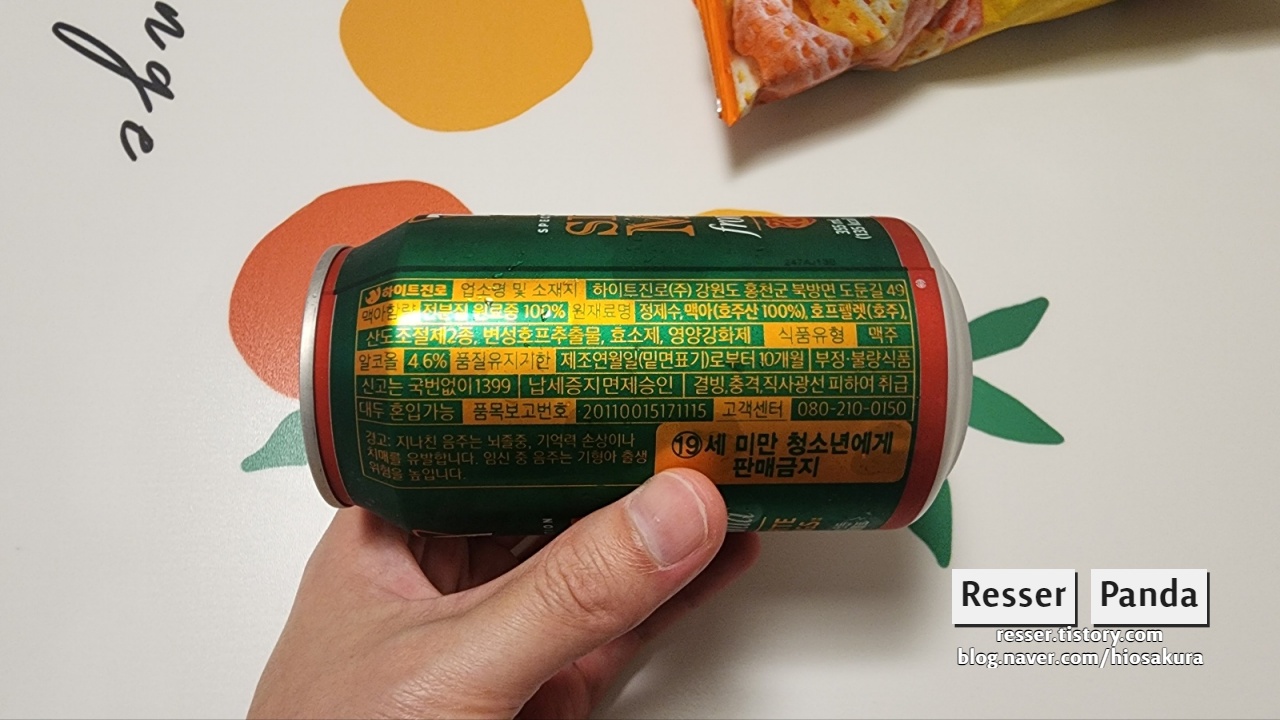 nge
하이트진로 업소명 및 소재지 하이트진로(주) 강원도 홍천군 북방면 도둔길 49
맥아함량 전분질 원료중 100% 원재료명 정제수, 맥아(호주산 100%), 호프펠렛(호주),
산도조절제2종, 변성호프추출물, 효소제, 영양강화제 식품유형 맥주
알코올 4.6% 품질유지기한 제조연월일(밑면표기)로부터 10개월 부정·불량식품
신고는 국번없이 1399 납세증지면제승인 결빙,충격,직사광선 피하여 취급
대두 혼입가능 품목보고번호 20110015171115 고객센터 080-210-0150
경고: 지나친 음주는 뇌졸중, 기억력 손상이나
치매를 유발합니다. 임신 중 음주는 기형아 출생
위험을 높입니다.
19세 미만 청소년에게
판매금지
Resser Panda
resser.tistory.com
blog.naver.com/hiosakura